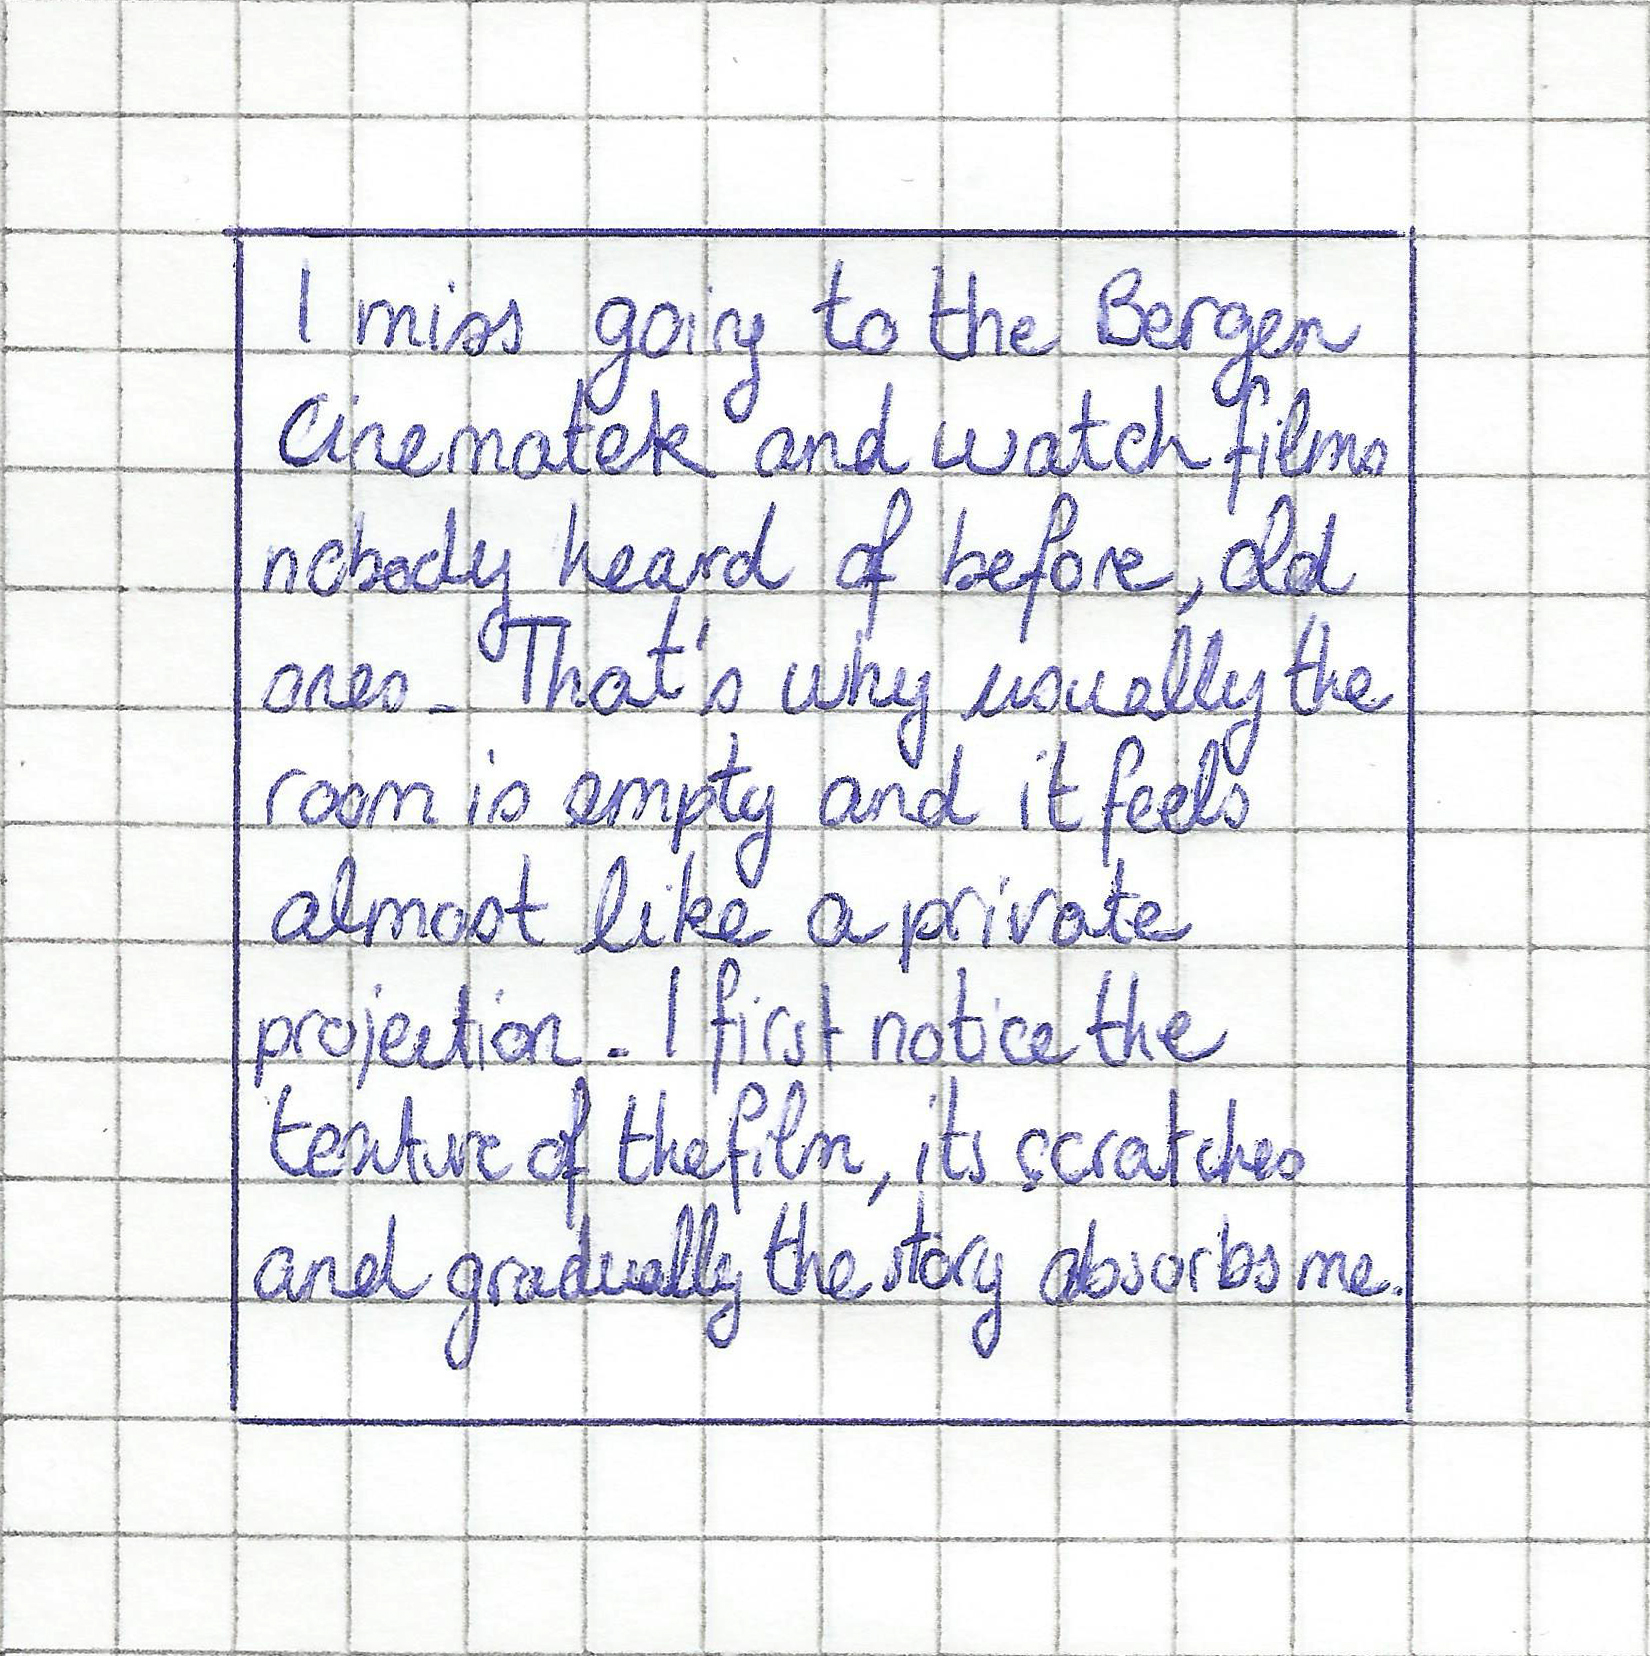 I miss going to the Bergen
Cinematek and watch films
nobody heard of before, old
ones. That's why usually the
room is empty and it feels
almost like a private
projection. I first notice the
texture of the film, its scratches
and gradually the story absorbs me.